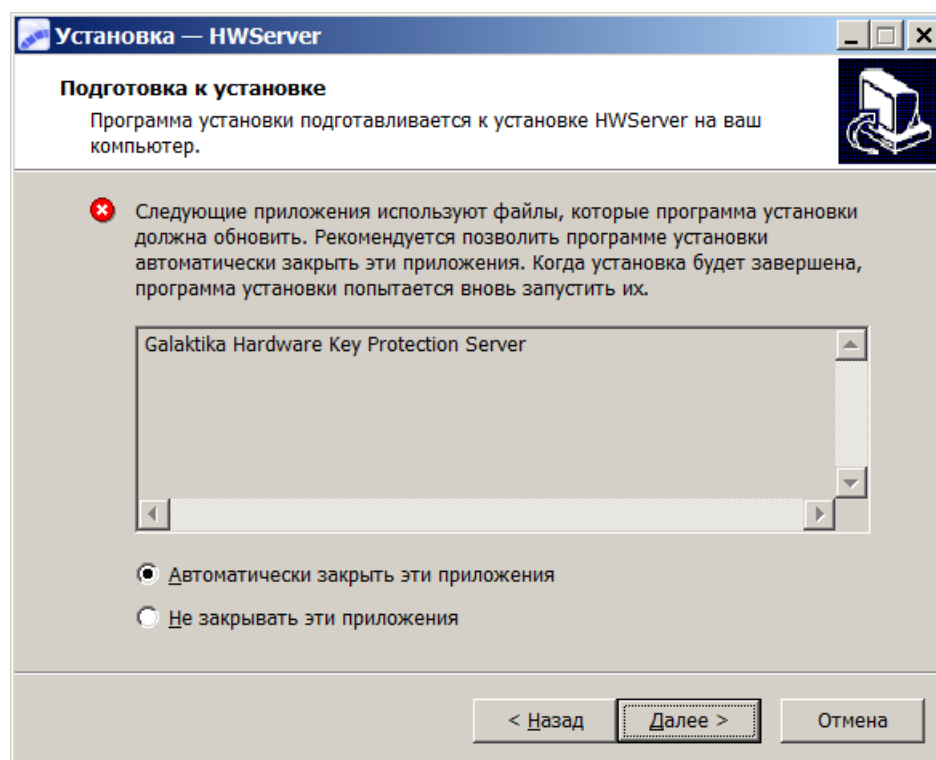 Установка — HWServer
Подготовка к установке
Программа установки подготавливается к установке HWServer на ваш
компьютер.
Следующие приложения используют файлы, которые программа установки
должна обновить. Рекомендуется позволить программе установки
автоматически закрыть эти приложения. Когда установка будет завершена,
программа установки попытается вновь запустить их.
Galaktika Hardware Key Protection Server
Автоматически закрыть эти приложения
Не закрывать эти приложения
< Назад
Далее >
Отмена